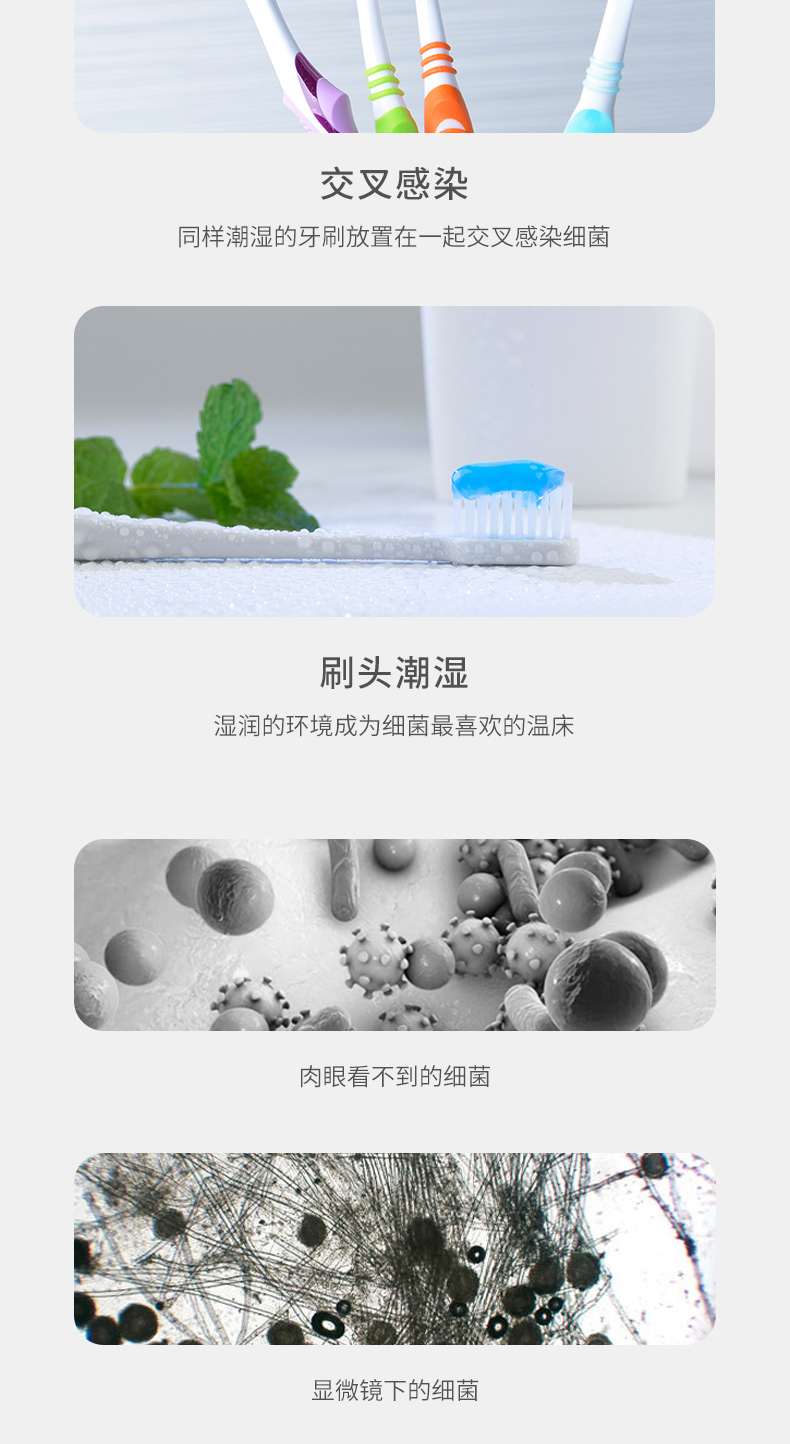 交叉感染
同样潮湿的牙刷放置在一起交叉感染细菌
刷头潮湿
湿润的环境成为细菌最喜欢的温床
肉眼看不到的细菌
显微镜下的细菌